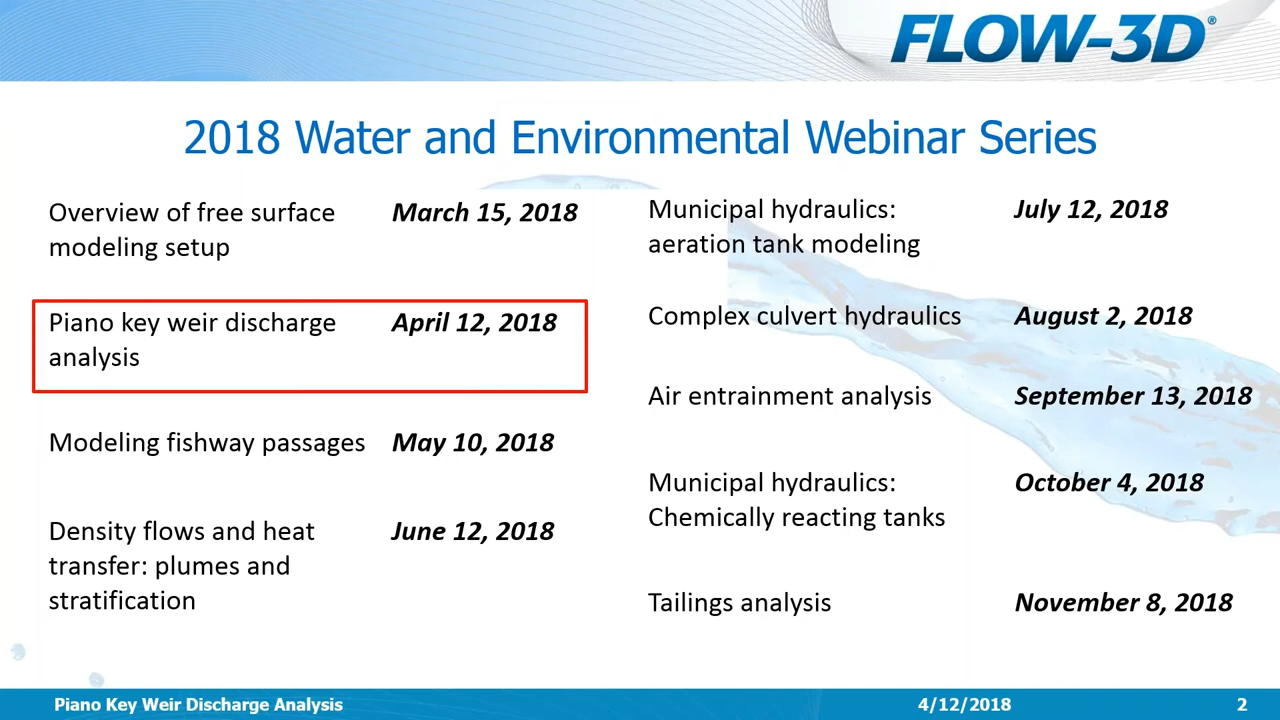 FLOW-3D®
2018 Water and Environmental Webinar Series
Overview of free surface modeling setup
March 15, 2018
Piano key weir discharge analysis
April 12, 2018
Modeling fishway passages
May 10, 2018
Density flows and heat transfer: plumes and stratification
June 12, 2018
Municipal hydraulics: aeration tank modeling
July 12, 2018
Complex culvert hydraulics
August 2, 2018
Air entrainment analysis
September 13, 2018
Municipal hydraulics: Chemically reacting tanks
October 4, 2018
Tailings analysis
November 8, 2018
Piano Key Weir Discharge Analysis
4/12/2018
2